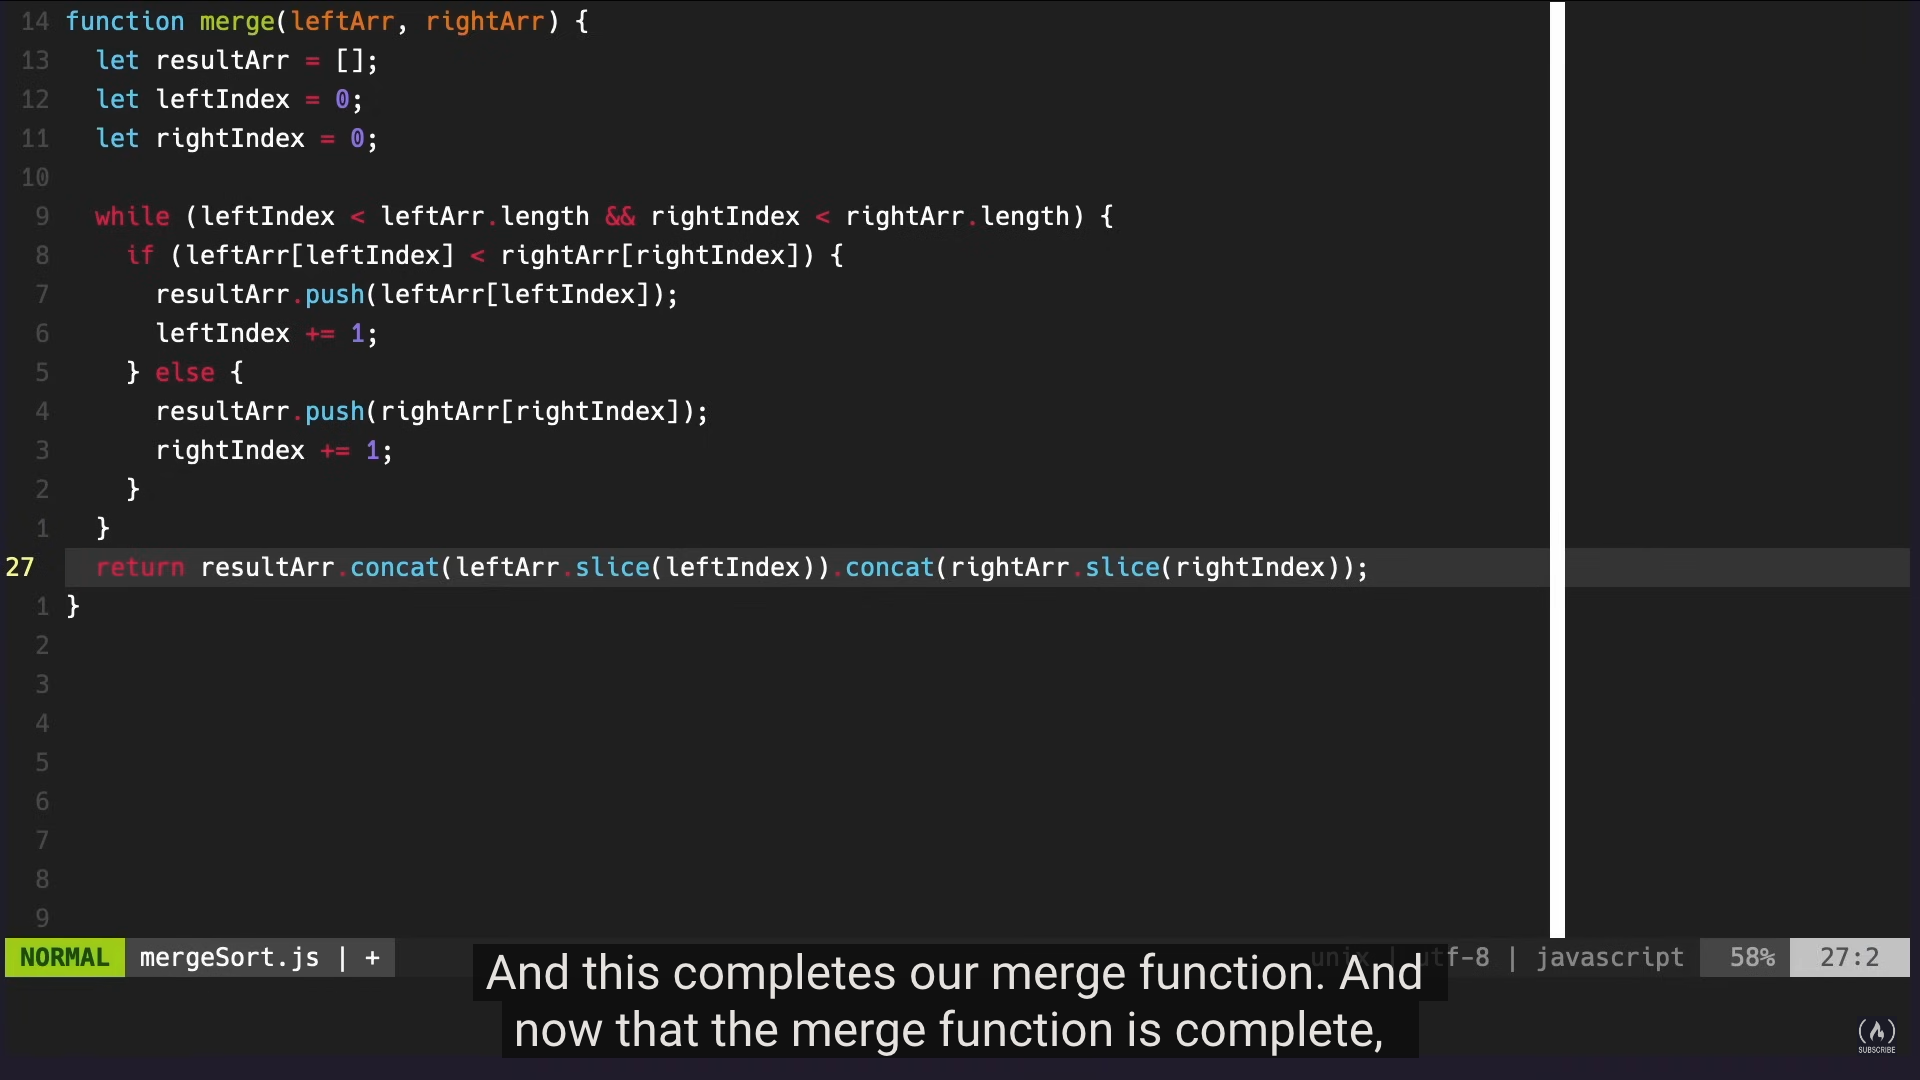 14 function merge(leftArr, rightArr) {
13   let resultArr = [];
12   let leftIndex = 0;
11   let rightIndex = 0;
10
9   while (leftIndex < leftArr.length && rightIndex < rightArr.length) {
8     if (leftArr[leftIndex] < rightArr[rightIndex]) {
7       resultArr.push(leftArr[leftIndex]);
6       leftIndex += 1;
5     } else {
4       resultArr.push(rightArr[rightIndex]);
3       rightIndex += 1;
2     }
1   }
27   return resultArr.concat(leftArr.slice(leftIndex)).concat(rightArr.slice(rightIndex));
1 }
2
3
4
5
6
7
8
9
NORMAL mergeSort.js | + unix | utf-8 | javascript 58% 27:2
And this completes our merge function. And
now that the merge function is complete,
SUBSCRIBE